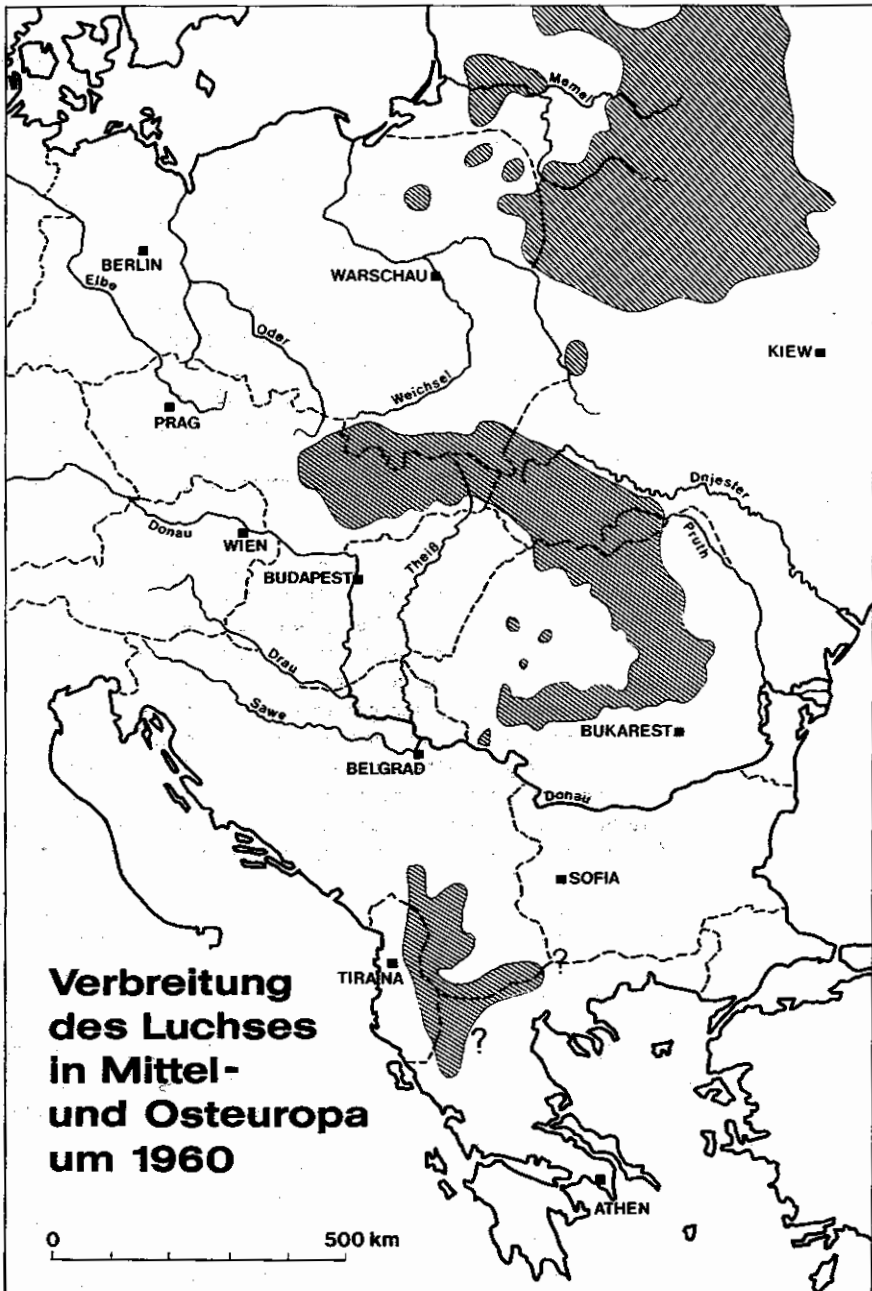 Memel
BERLIN
Elbe
WARSCHAU
Oder
KIEW
Weichsel
PRAG
Dnjester
Donau
WIEN
Theiß
Pruth
BUDAPEST
Drau
Sawe
BUKAREST
BELGRAD
Donau
SOFIA
?
TIRANA
?
Verbreitung
des Luchses
in Mittel-
und Osteuropa
um 1960
ATHEN
0 500 km